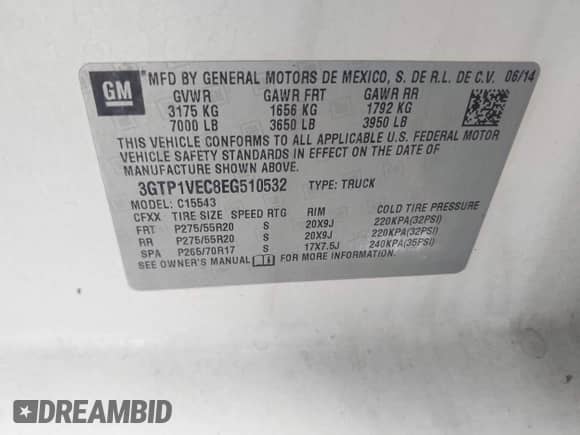 GM
MFD BY GENERAL MOTORS DE MEXICO, S. DE R.L. DE C.V. 06/14
GVWR GAWR FRT GAWR RR
3175 KG 1656 KG 1792 KG
7000 LB 3650 LB 3950 LB
THIS VEHICLE CONFORMS TO ALL APPLICABLE U.S. FEDERAL MOTOR
VEHICLE SAFETY STANDARDS IN EFFECT ON THE DATE OF
MANUFACTURE SHOWN ABOVE.
3GTP1VEC8EG510532 TYPE: TRUCK
MODEL: C15543
CFXX TIRE SIZE SPEED RTG RIM COLD TIRE PRESSURE
FRT P275/55R20 S 20X9J 220KPA(32PSI)
RR P275/55R20 S 20X9J 220KPA(32PSI)
SPA P265/70R17 S 17X7.5J 240KPA(35PSI)
SEE OWNER'S MANUAL FOR MORE INFORMATION.
DREAMBID